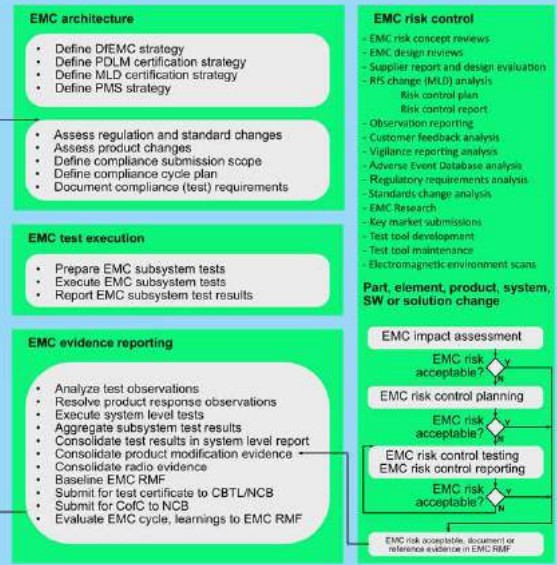 EMC architecture
• Define DfEMC strategy
• Define PDLM certification strategy
• Define MLD certification strategy
• Define PMS strategy
• Assess regulation and standard changes
• Assess product changes
• Define compliance submission scope
• Define compliance cycle plan
• Document compliance (test) requirements
EMC test execution
• Prepare EMC subsystem tests
• Execute EMC subsystem tests
• Report EMC subsystem test results
EMC evidence reporting
• Analyze test observations
• Resolve product response observations
• Execute system level tests
• Aggregate subsystem test results
• Consolidate test results in system level report
• Consolidate product modification evidence
• Consolidate radio evidence
• Baseline EMC RMF
• Submit for test certificate to CBTL/NCB
• Submit for CofC to NCB
• Evaluate EMC cycle, learnings to EMC RMF
EMC risk control
- EMC risk concept reviews
- EMC design reviews
- Supplier report and design evaluation
- RfS change (MLD) analysis
Risk control plan
Risk control report
- Observation reporting
- Customer feedback analysis
- Vigilance reporting analysis
- Adverse Event Database analysis
- Regulatory requirements analysis
- Standards change analysis
- EMC Research
- Key market submissions
- Test tool development
- Test tool maintenance
- Electromagnetic environment scans
Part, element, product, system,
SW or solution change
EMC impact assessment
EMC risk
acceptable?
Y
N
EMC risk control planning
EMC risk
acceptable?
Y
N
EMC risk control testing
EMC risk control reporting
EMC risk
acceptable?
Y
N
EMC risk acceptable, document or
reference evidence in EMC RMF